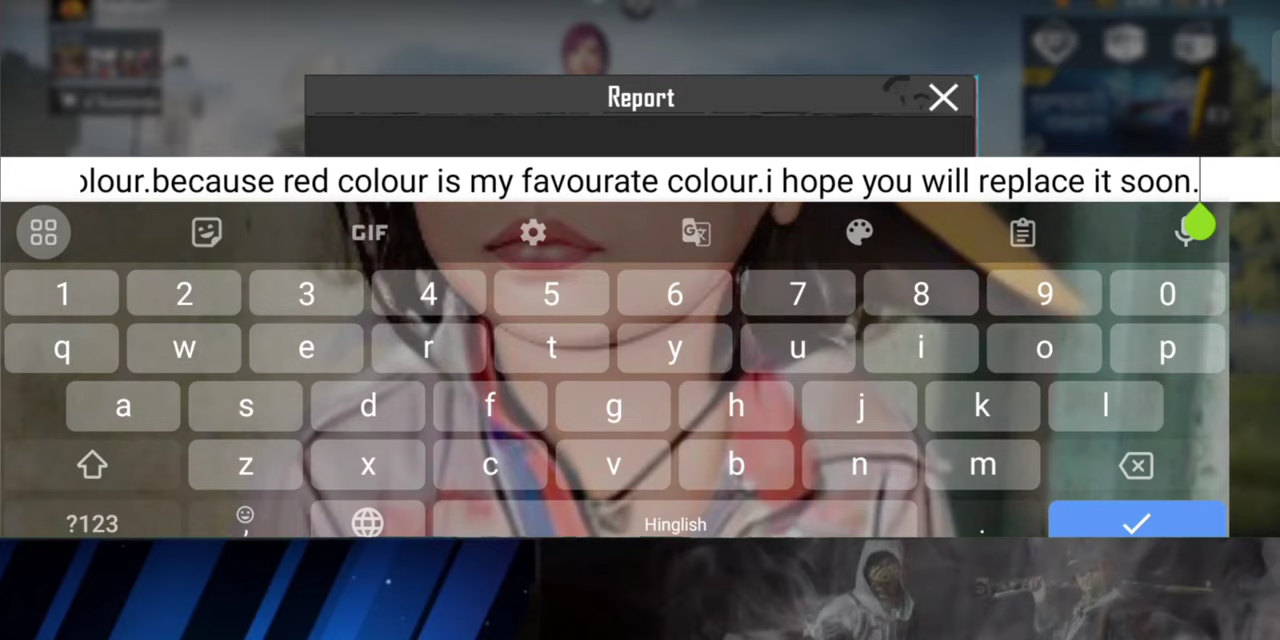 Report
olour.because red colour is my favourate colour.i hope you will replace it soon.
GIF
1 2 3 4 5 6 7 8 9 0
q w e r t y u i o p
a s d f g h j k l
z x c v b n m
?123 , Hinglish .